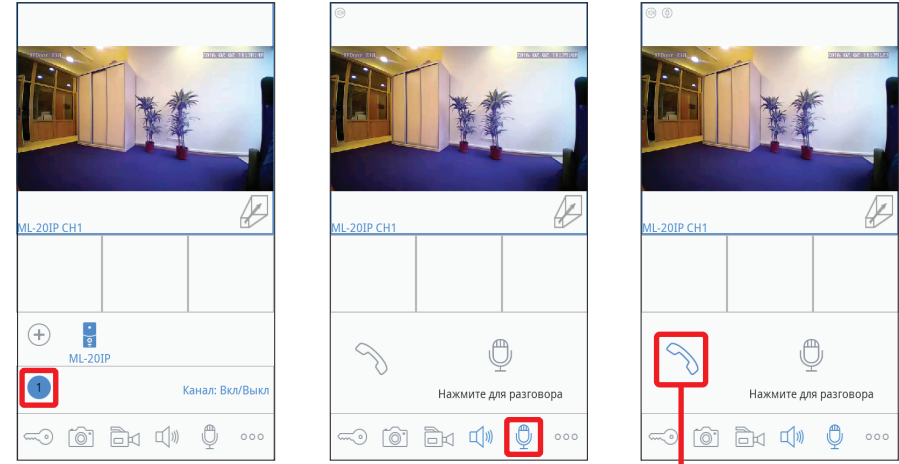 ML-20IP CH1
ML-20IP
1
Канал: Вкл/Выкл
ML-20IP CH1
Нажмите для разговора
ML-20IP CH1
Нажмите для разговора